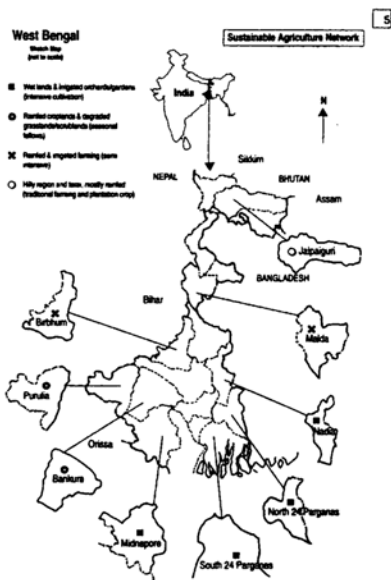 5
West Bengal
Sketch Map
(not to scale)
Sustainable Agriculture Network
Wet lands & irrigated orchards/gardens
(intensive cultivation)
Rainfed croplands & degraded
grasslands/scrublands (seasonal
fallows)
Rainfed & irrigated farming (semi
intensive)
Hilly region and taras, mostly rainfed
(traditional farming and plantation crop)
India
N
Sikkim
NEPAL
BHUTAN
Assam
Jalpaiguri
BANGLADESH
Bihar
Birbhum
Malda
Purulia
Nadia
Orissa
Bankura
North 24 Parganas
Midnapore
South 24 Parganas